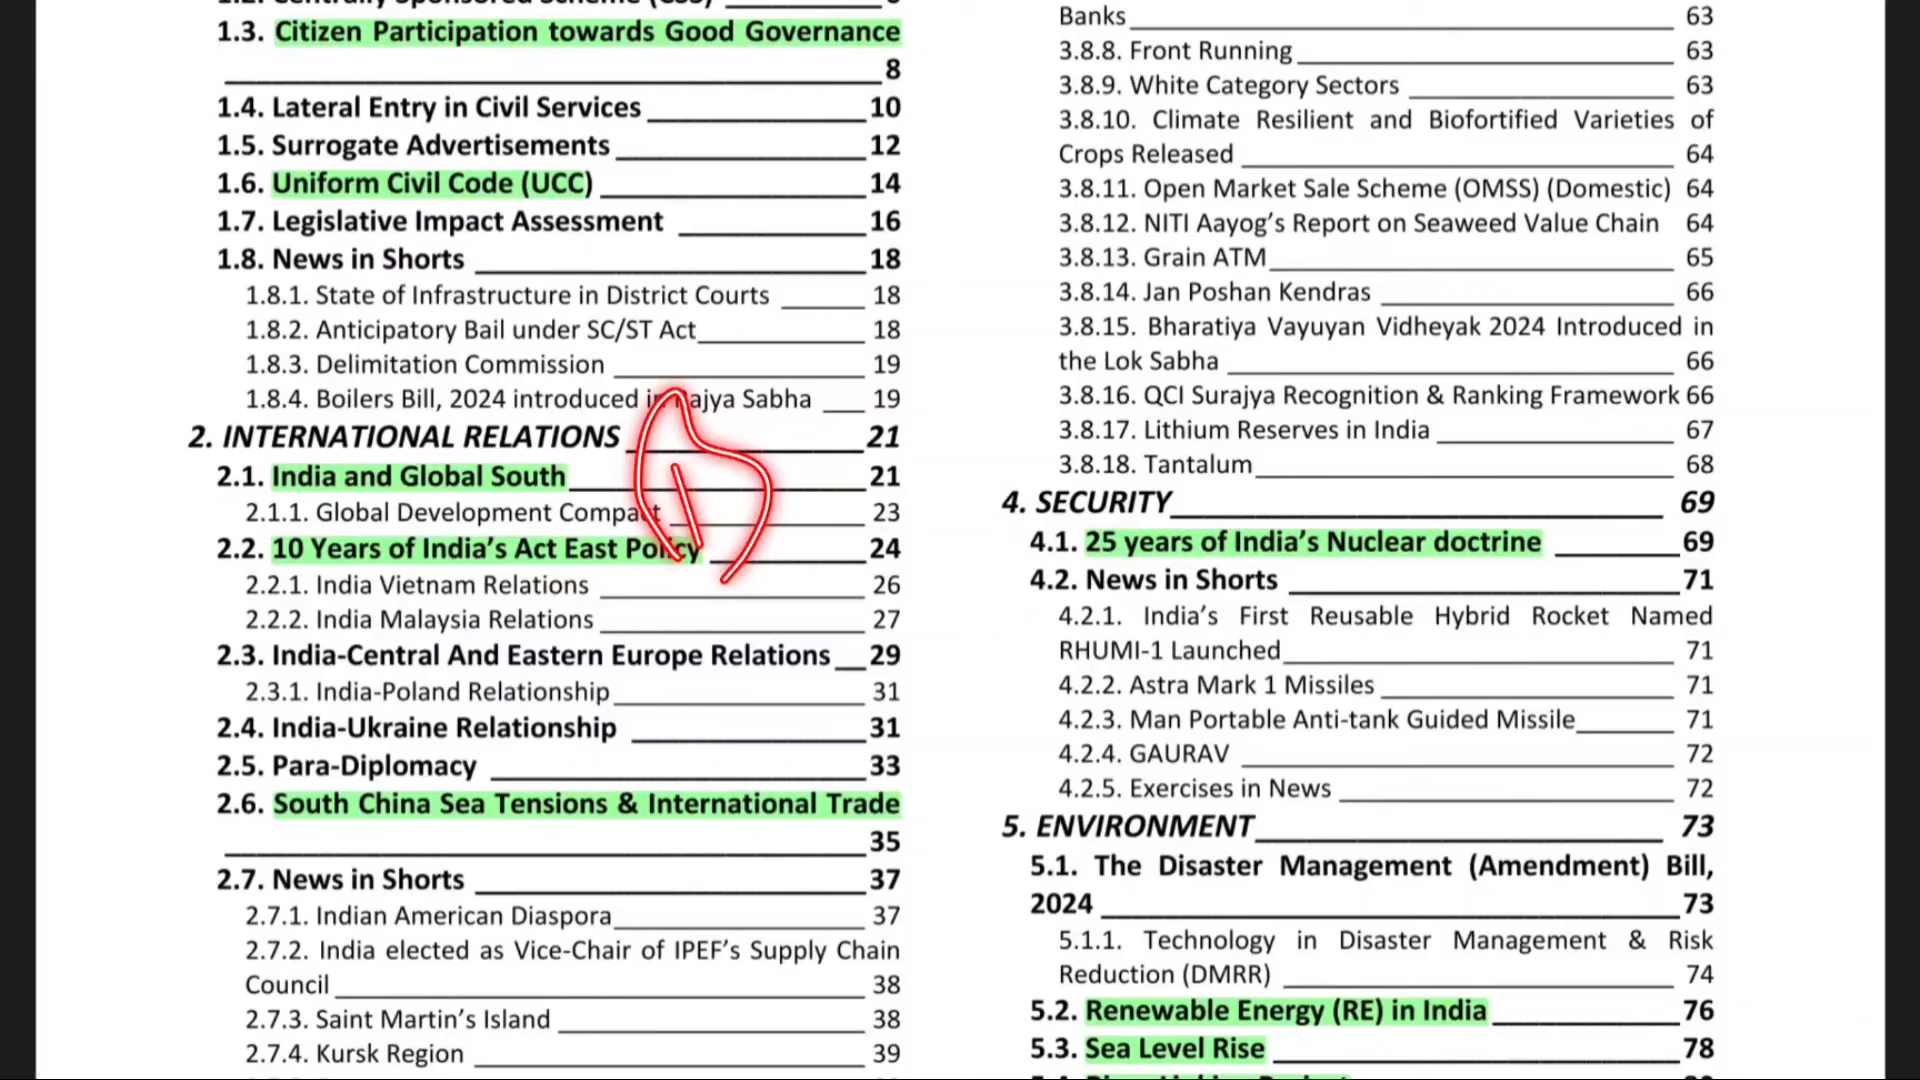 1.2. Centrally Sponsored Scheme (CSS) 6
1.3. Citizen Participation towards Good Governance
8
1.4. Lateral Entry in Civil Services 10
1.5. Surrogate Advertisements 12
1.6. Uniform Civil Code (UCC) 14
1.7. Legislative Impact Assessment 16
1.8. News in Shorts 18
1.8.1. State of Infrastructure in District Courts 18
1.8.2. Anticipatory Bail under SC/ST Act 18
1.8.3. Delimitation Commission 19
1.8.4. Boilers Bill, 2024 introduced in Rajya Sabha 19
2. INTERNATIONAL RELATIONS 21
2.1. India and Global South 21
2.1.1. Global Development Compact 23
2.2. 10 Years of India’s Act East Policy 24
2.2.1. India Vietnam Relations 26
2.2.2. India Malaysia Relations 27
2.3. India-Central And Eastern Europe Relations 29
2.3.1. India-Poland Relationship 31
2.4. India-Ukraine Relationship 31
2.5. Para-Diplomacy 33
2.6. South China Sea Tensions & International Trade
35
2.7. News in Shorts 37
2.7.1. Indian American Diaspora 37
2.7.2. India elected as Vice-Chair of IPEF’s Supply Chain
Council 38
2.7.3. Saint Martin’s Island 38
2.7.4. Kursk Region 39
Banks 63
3.8.8. Front Running 63
3.8.9. White Category Sectors 63
3.8.10. Climate Resilient and Biofortified Varieties of
Crops Released 64
3.8.11. Open Market Sale Scheme (OMSS) (Domestic) 64
3.8.12. NITI Aayog’s Report on Seaweed Value Chain 64
3.8.13. Grain ATM 65
3.8.14. Jan Poshan Kendras 66
3.8.15. Bharatiya Vayuyan Vidheyak 2024 Introduced in
the Lok Sabha 66
3.8.16. QCI Surajya Recognition & Ranking Framework 66
3.8.17. Lithium Reserves in India 67
3.8.18. Tantalum 68
4. SECURITY 69
4.1. 25 years of India’s Nuclear doctrine 69
4.2. News in Shorts 71
4.2.1. India’s First Reusable Hybrid Rocket Named
RHUMI-1 Launched 71
4.2.2. Astra Mark 1 Missiles 71
4.2.3. Man Portable Anti-tank Guided Missile 71
4.2.4. GAURAV 72
4.2.5. Exercises in News 72
5. ENVIRONMENT 73
5.1. The Disaster Management (Amendment) Bill,
2024 73
5.1.1. Technology in Disaster Management & Risk
Reduction (DMRR) 74
5.2. Renewable Energy (RE) in India 76
5.3. Sea Level Rise 78